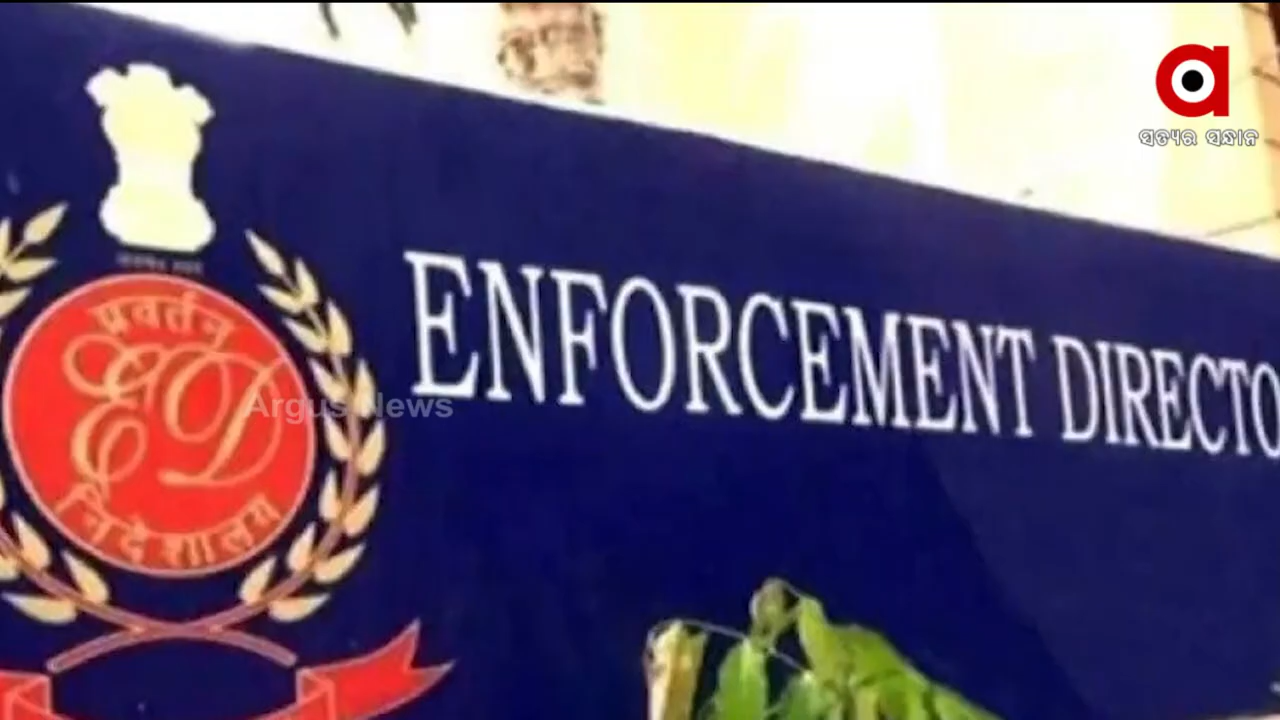 ସତ୍ୟର ସନ୍ଧାନ
प्रवर्तन
ED
निदेशालय
ENFORCEMENT DIRECTO
Argus News